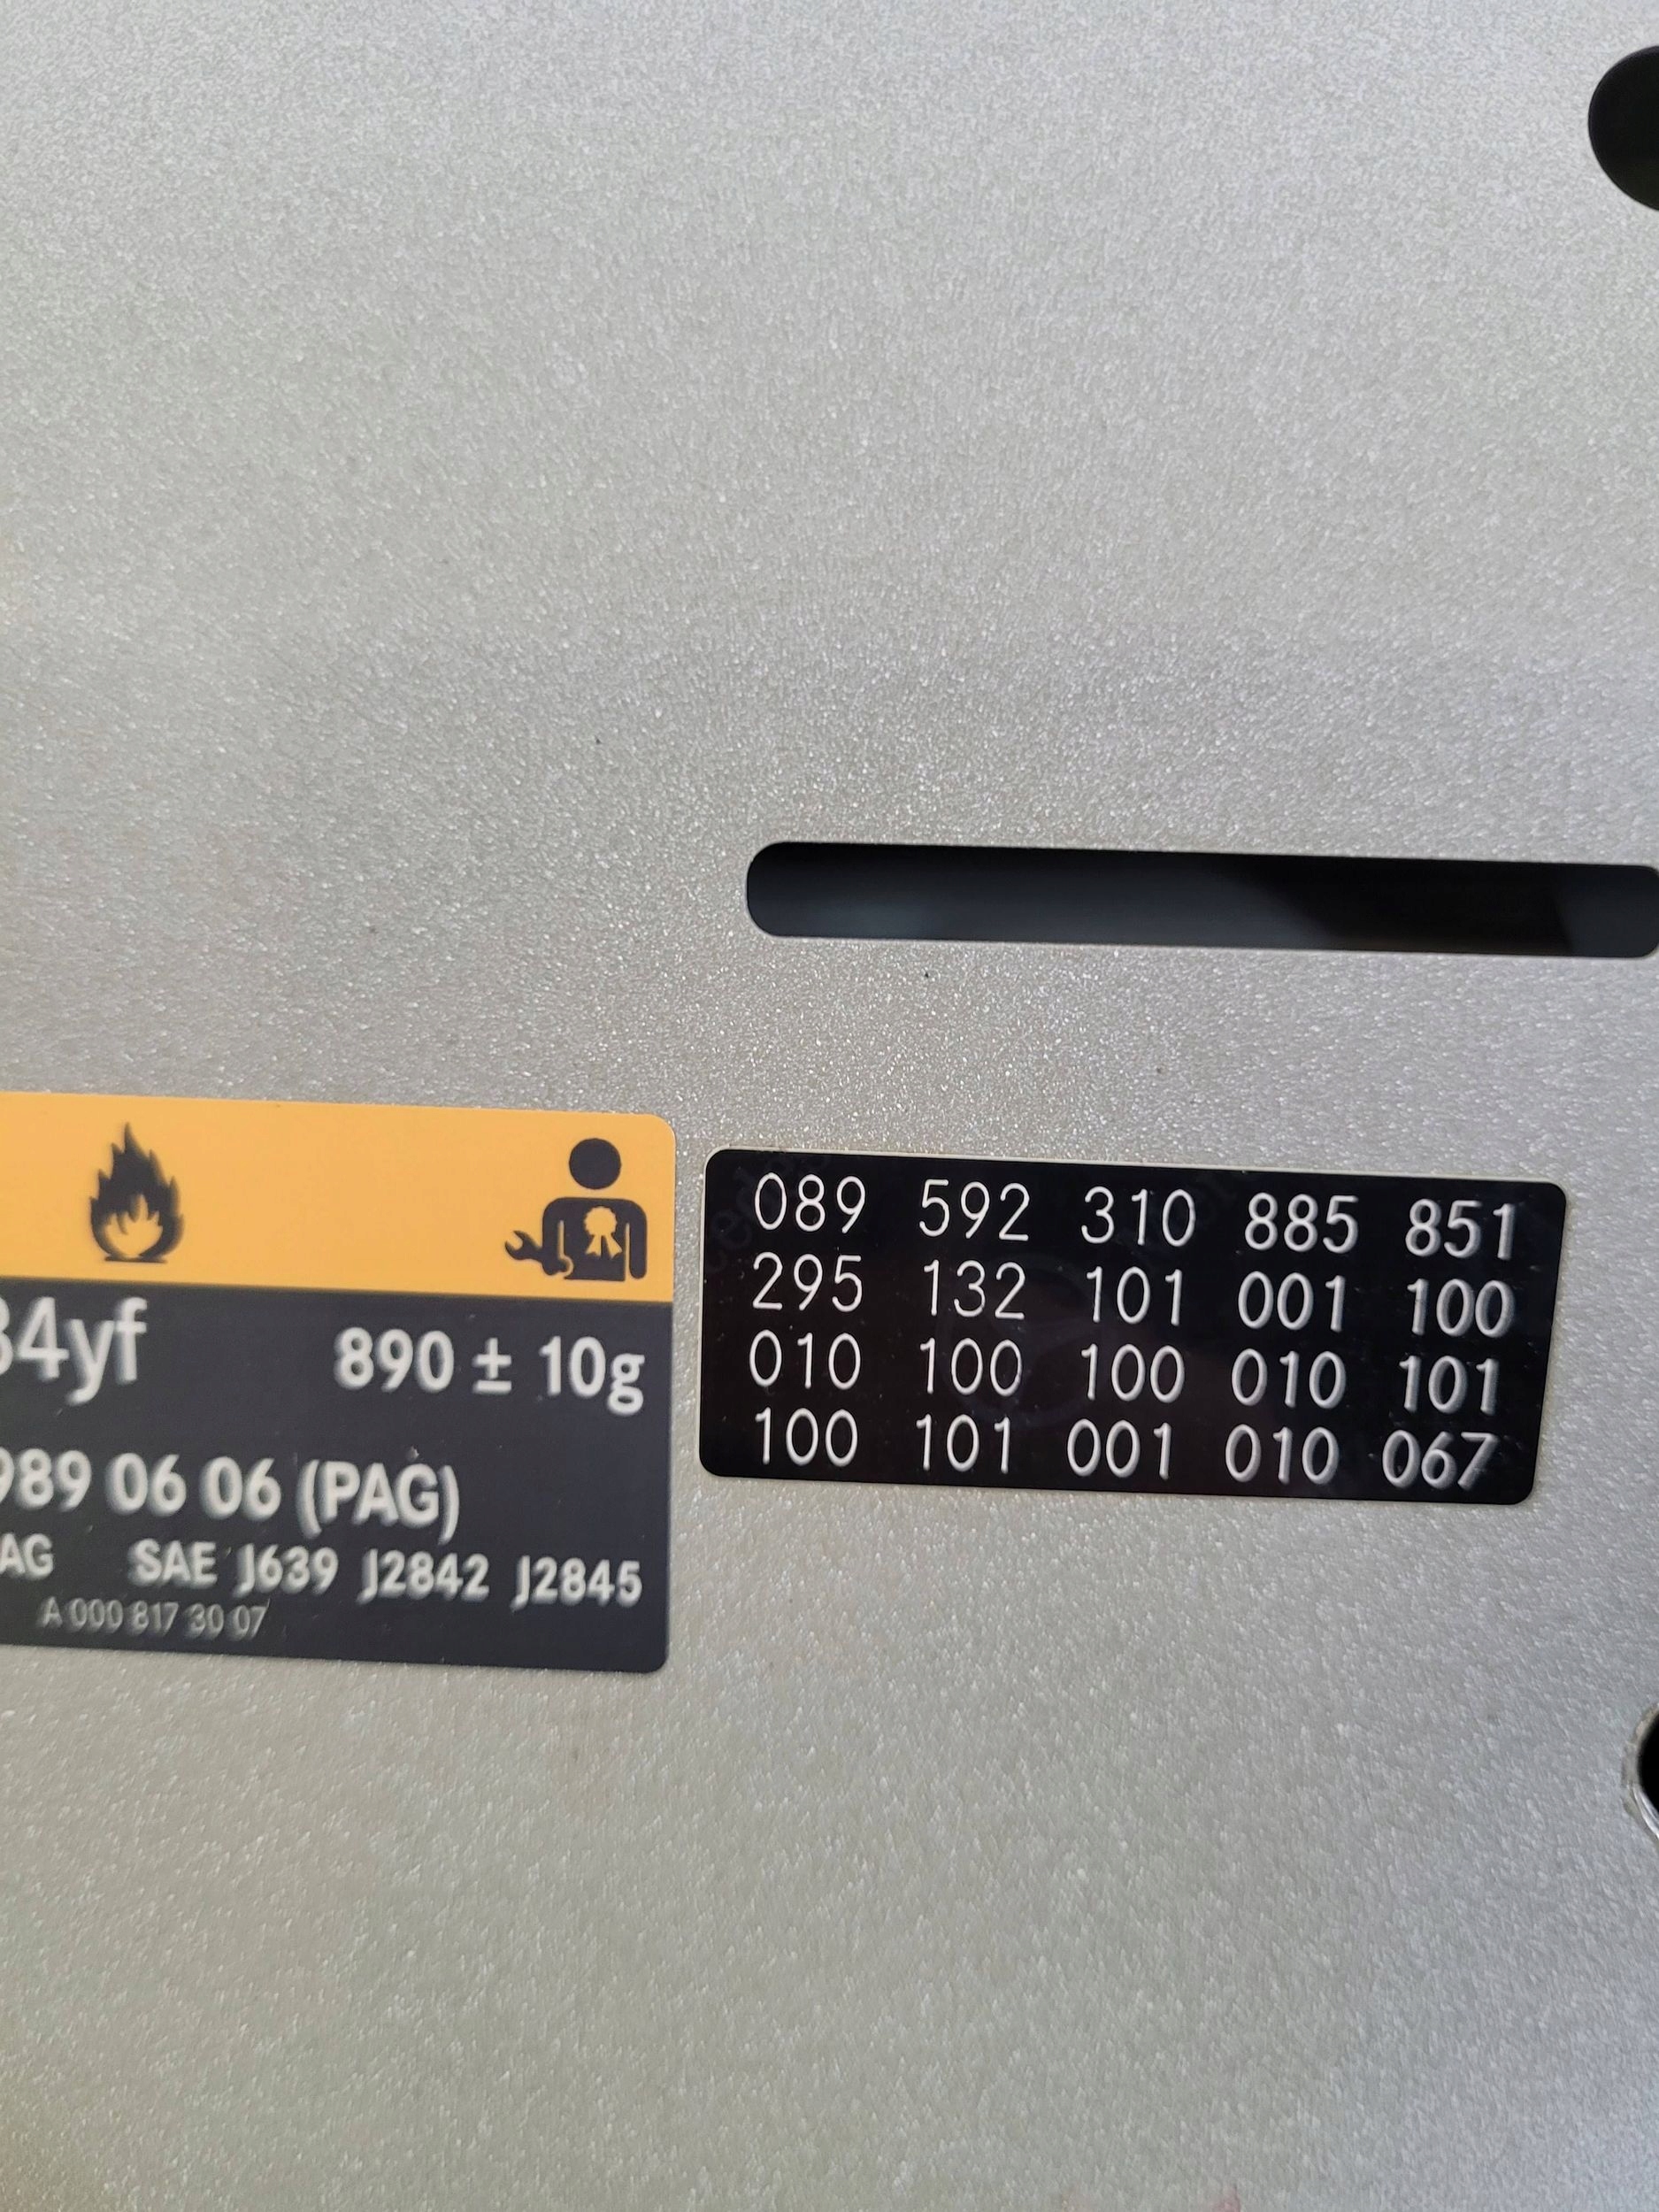 34yf 890 ± 10g
989 06 06 (PAG)
AG SAE J639 J2842 J2845
A 000 817 30 07
089 592 310 885 851
295 132 101 001 100
010 100 100 010 101
100 101 001 010 067